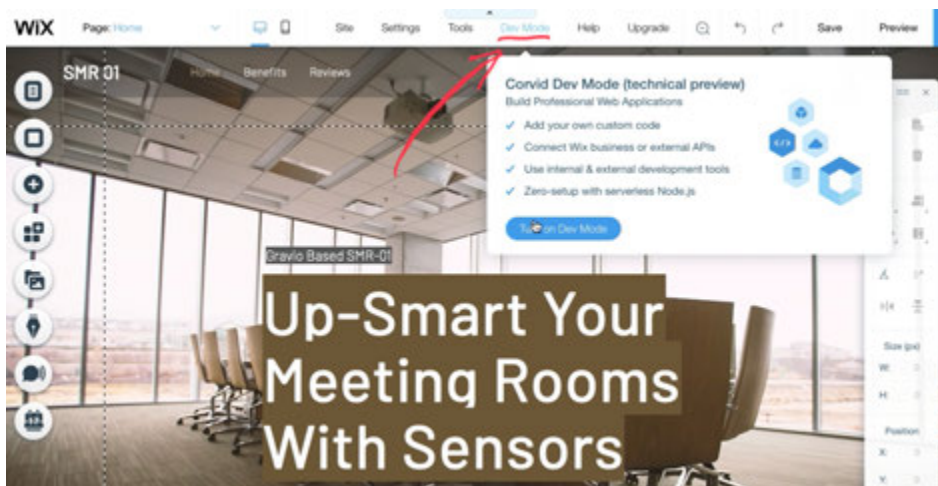 WiX Page: Home Site Settings Tools Dev Mode Help Upgrade Save Preview
SMR 01 Home Benefits Reviews
Corvid Dev Mode (technical preview)
Build Professional Web Applications
✓ Add your own custom code
✓ Connect Wix business or external APIs
✓ Use internal & external development tools
✓ Zero-setup with serverless Node.js
Turn on Dev Mode
Gravio Based SMR-01
Up-Smart Your
Meeting Rooms
With Sensors
Size (px)
W:
H:
Position
X:
Y: